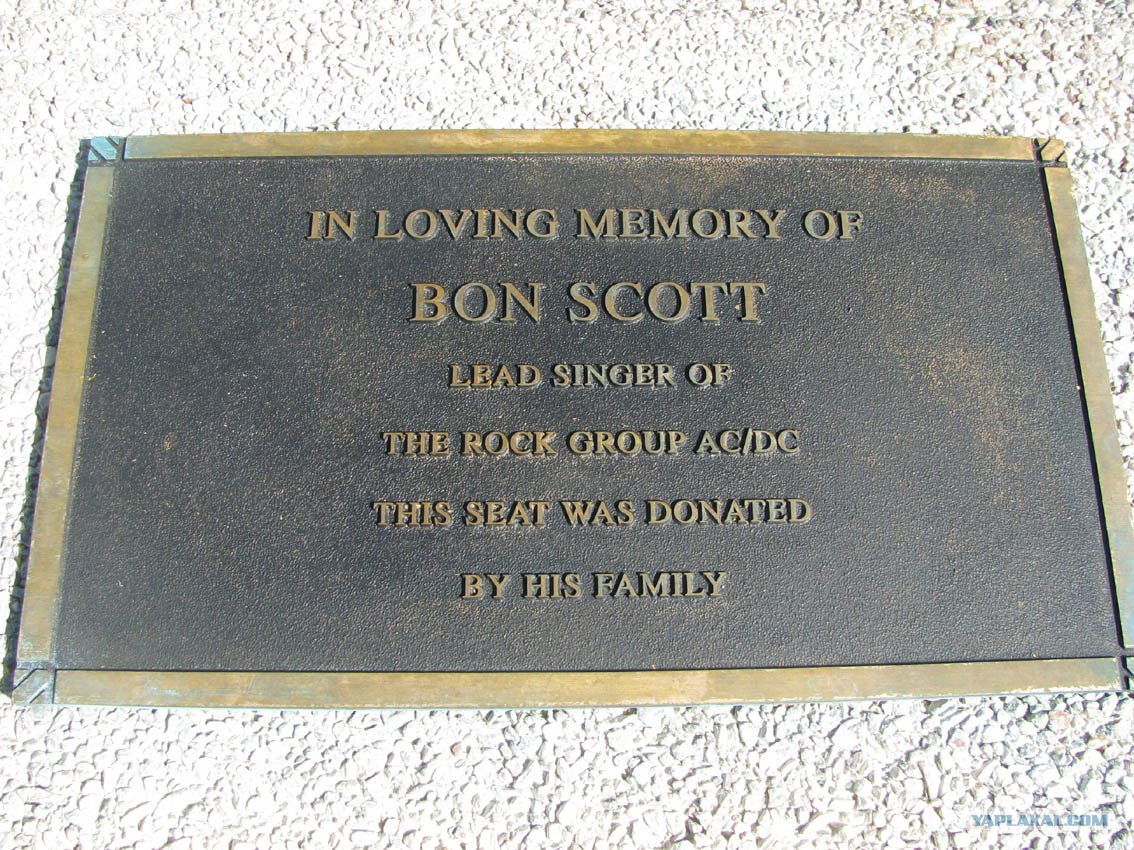 IN LOVING MEMORY OF
BON SCOTT
LEAD SINGER OF
THE ROCK GROUP AC/DC
THIS SEAT WAS DONATED
BY HIS FAMILY
YAPLAKAL.COM